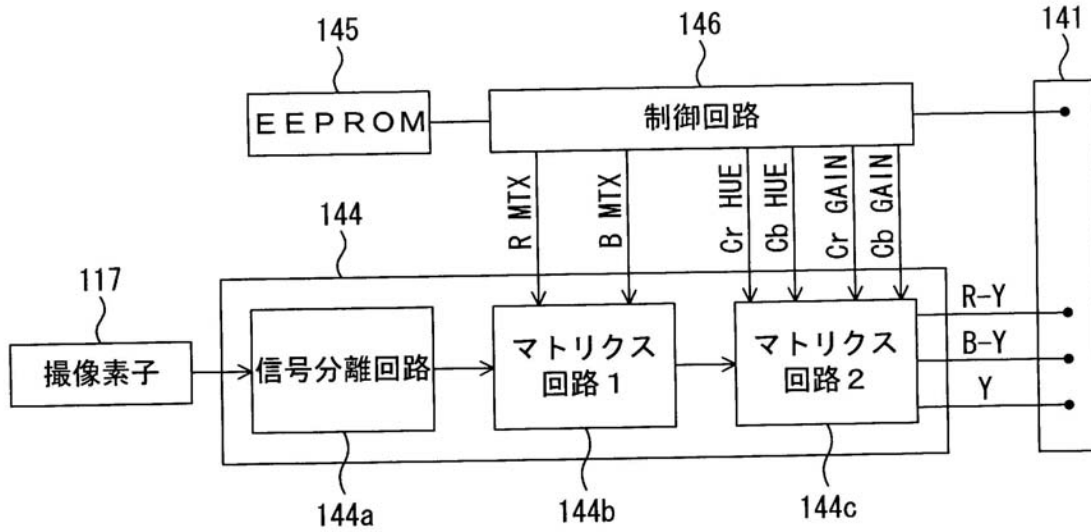 145
146
141
EEPROM
制御回路
R MTX
B MTX
Cr HUE
Cb HUE
Cr GAIN
Cb GAIN
144
117
撮像素子
信号分離回路
マトリクス
回路1
マトリクス
回路2
R-Y
B-Y
Y
144a
144b
144c